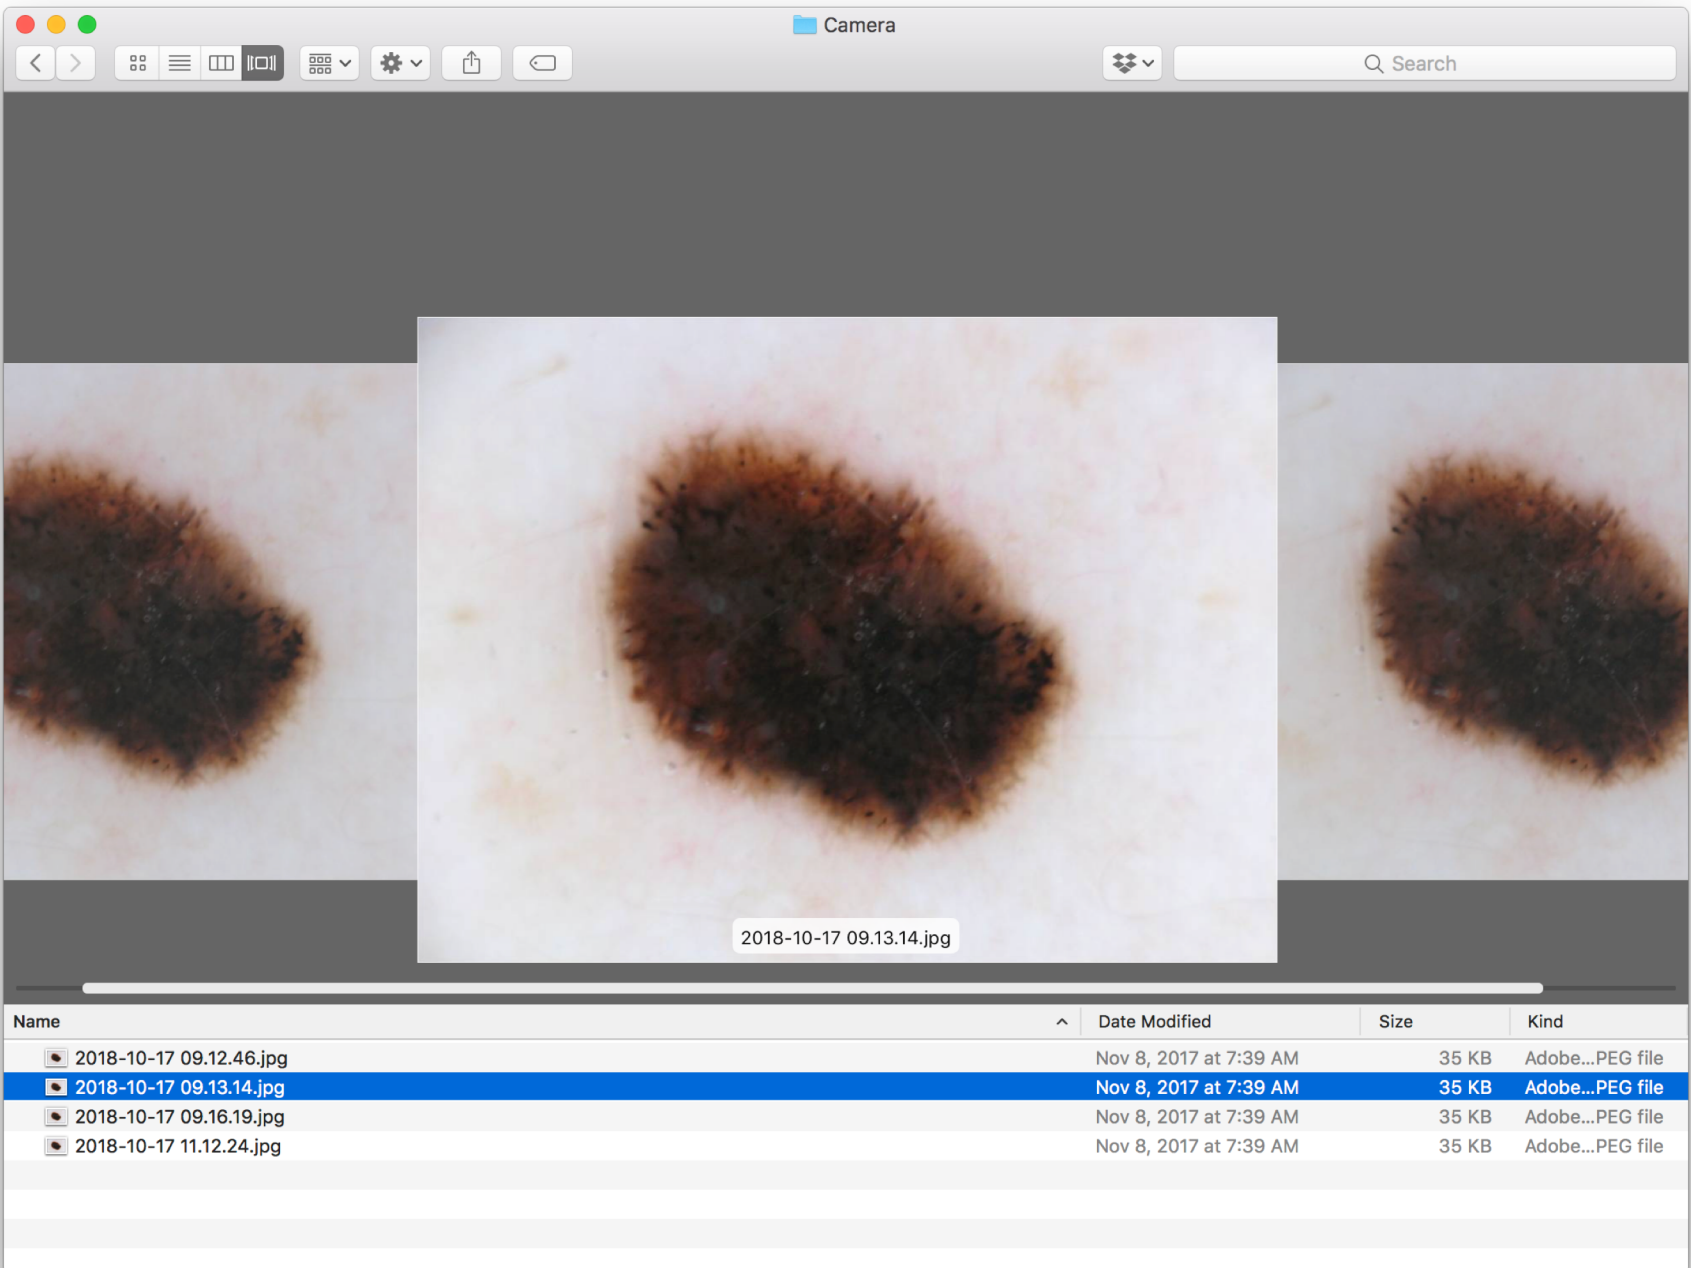 Camera
Search
2018-10-17 09.13.14.jpg
Name Date Modified Size Kind
2018-10-17 09.12.46.jpg Nov 8, 2017 at 7:39 AM 35 KB Adobe...PEG file
2018-10-17 09.13.14.jpg Nov 8, 2017 at 7:39 AM 35 KB Adobe...PEG file
2018-10-17 09.16.19.jpg Nov 8, 2017 at 7:39 AM 35 KB Adobe...PEG file
2018-10-17 11.12.24.jpg Nov 8, 2017 at 7:39 AM 35 KB Adobe...PEG file